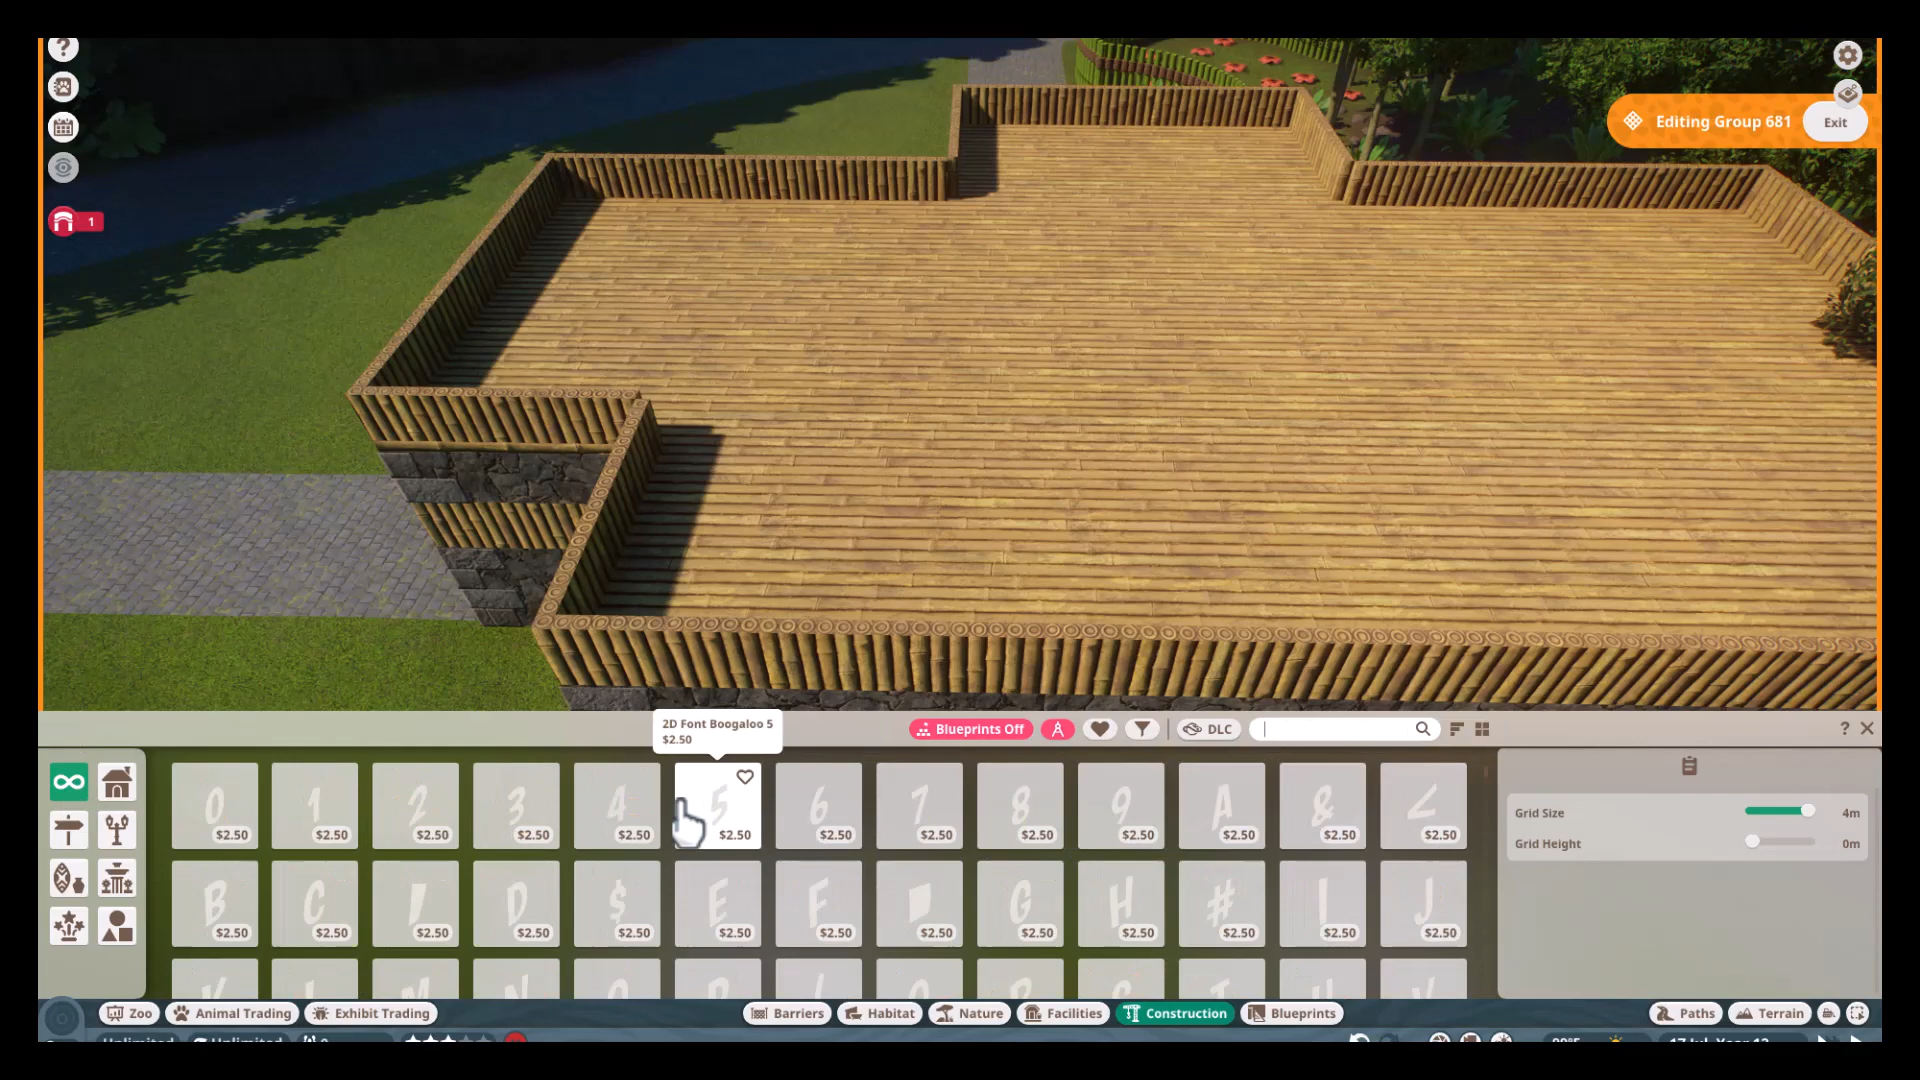 ?
Editing Group 681
Exit
1
2D Font Boogaloo 5
$2.50
Blueprints Off
DLC
?
0 1 2 3 4 5 6 7 8 9 A & <
$2.50 $2.50 $2.50 $2.50 $2.50 $2.50 $2.50 $2.50 $2.50 $2.50 $2.50 $2.50 $2.50
B C D $ E F G H # I J
$2.50 $2.50 $2.50 $2.50 $2.50 $2.50 $2.50 $2.50 $2.50 $2.50 $2.50 $2.50 $2.50
Grid Size 4m
Grid Height 0m
Zoo
Animal Trading
Exhibit Trading
Barriers
Habitat
Nature
Facilities
Construction
Blueprints
Paths
Terrain
Unlimited
Unlimited